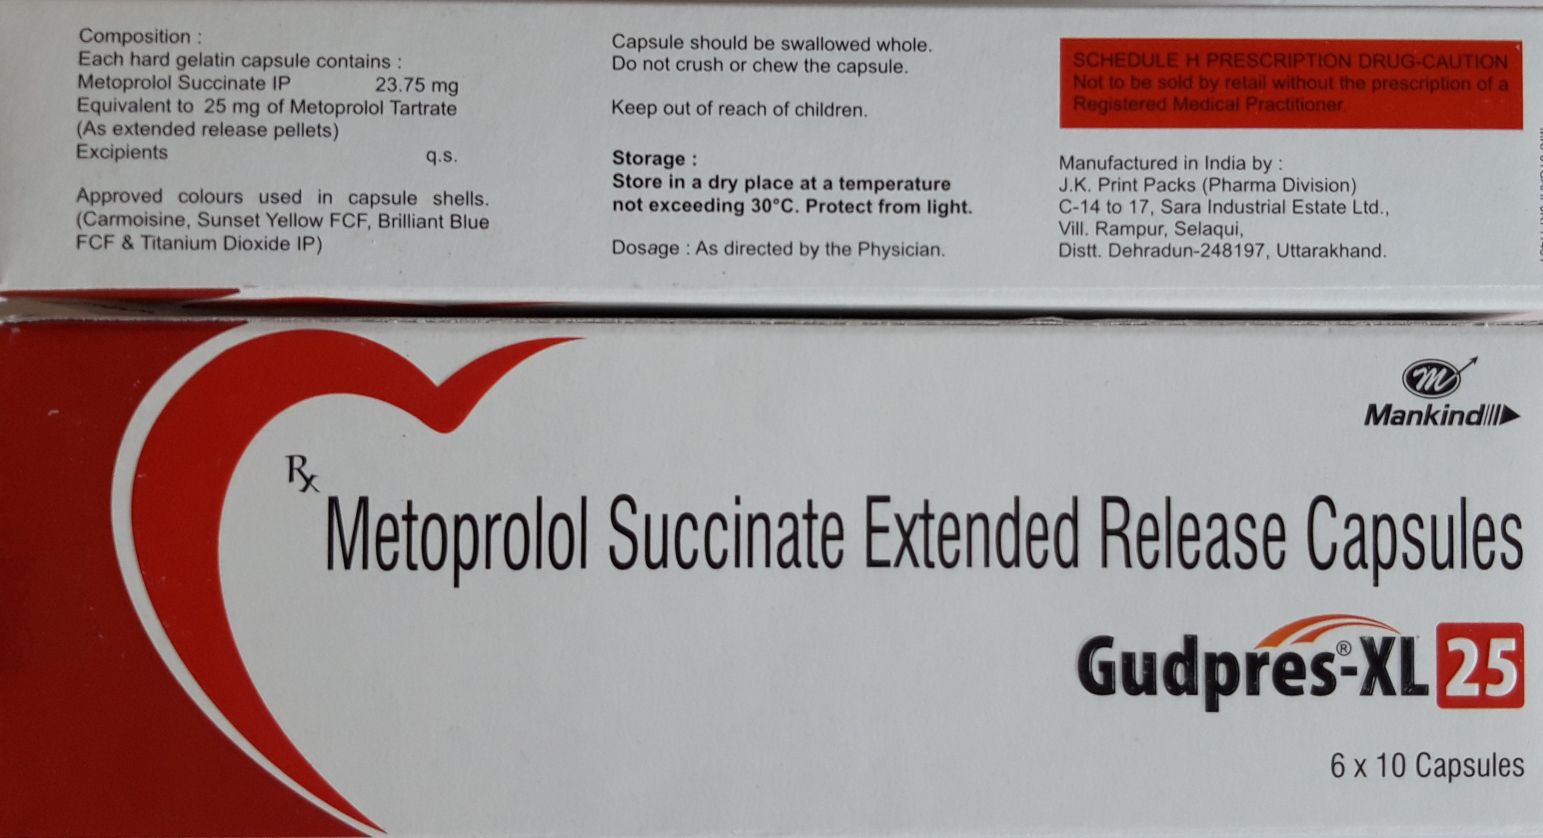 Composition :
Each hard gelatin capsule contains :
Metoprolol Succinate IP 23.75 mg
Equivalent to 25 mg of Metoprolol Tartrate
(As extended release pellets)
Excipients q.s.
Approved colours used in capsule shells.
(Carmoisine, Sunset Yellow FCF, Brilliant Blue
FCF & Titanium Dioxide IP)
Capsule should be swallowed whole.
Do not crush or chew the capsule.
Keep out of reach of children.
Storage :
Store in a dry place at a temperature
not exceeding 30°C. Protect from light.
Dosage : As directed by the Physician.
SCHEDULE H PRESCRIPTION DRUG-CAUTION
Not to be sold by retail without the prescription of a
Registered Medical Practitioner.
Manufactured in India by :
J.K. Print Packs (Pharma Division)
C-14 to 17, Sara Industrial Estate Ltd.,
Vill. Rampur, Selaqui,
Distt. Dehradun-248197, Uttarakhand.
m
Mankind
Rx
Metoprolol Succinate Extended Release Capsules
Gudpres®-XL 25
6 x 10 Capsules